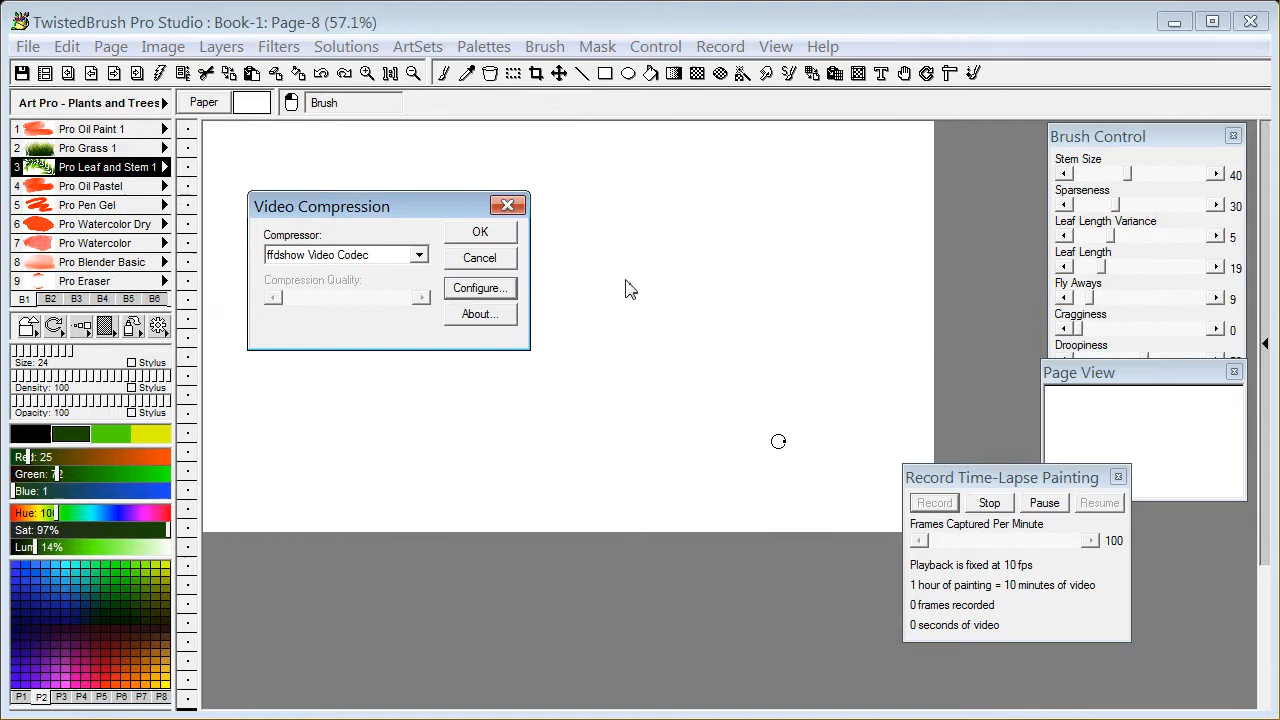 TwistedBrush Pro Studio : Book-1: Page-8 (57.1%)
File Edit Page Image Layers Filters Solutions ArtSets Palettes Brush Mask Control Record View Help
Art Pro - Plants and Trees
Paper
Brush
1 Pro Oil Paint 1
2 Pro Grass 1
3 Pro Leaf and Stem 1
4 Pro Oil Pastel
5 Pro Pen Gel
6 Pro Watercolor Dry
7 Pro Watercolor
8 Pro Blender Basic
9 Pro Eraser
B1 B2 B3 B4 B5 B6
Size: 24 Stylus
Density: 100 Stylus
Opacity: 100 Stylus
Red: 25
Green: 72
Blue: 1
Hue: 100
Sat: 97%
Lum 14%
P1 P2 P3 P4 P5 P6 P7 P8
Video Compression
Compressor:
ffdshow Video Codec
Compression Quality:
OK
Cancel
Configure...
About...
Brush Control
Stem Size
40
Sparseness
30
Leaf Length Variance
5
Leaf Length
19
Fly Aways
9
Cragginess
0
Droopiness
Page View
Record Time-Lapse Painting
Record Stop Pause Resume
Frames Captured Per Minute
100
Playback is fixed at 10 fps
1 hour of painting = 10 minutes of video
0 frames recorded
0 seconds of video